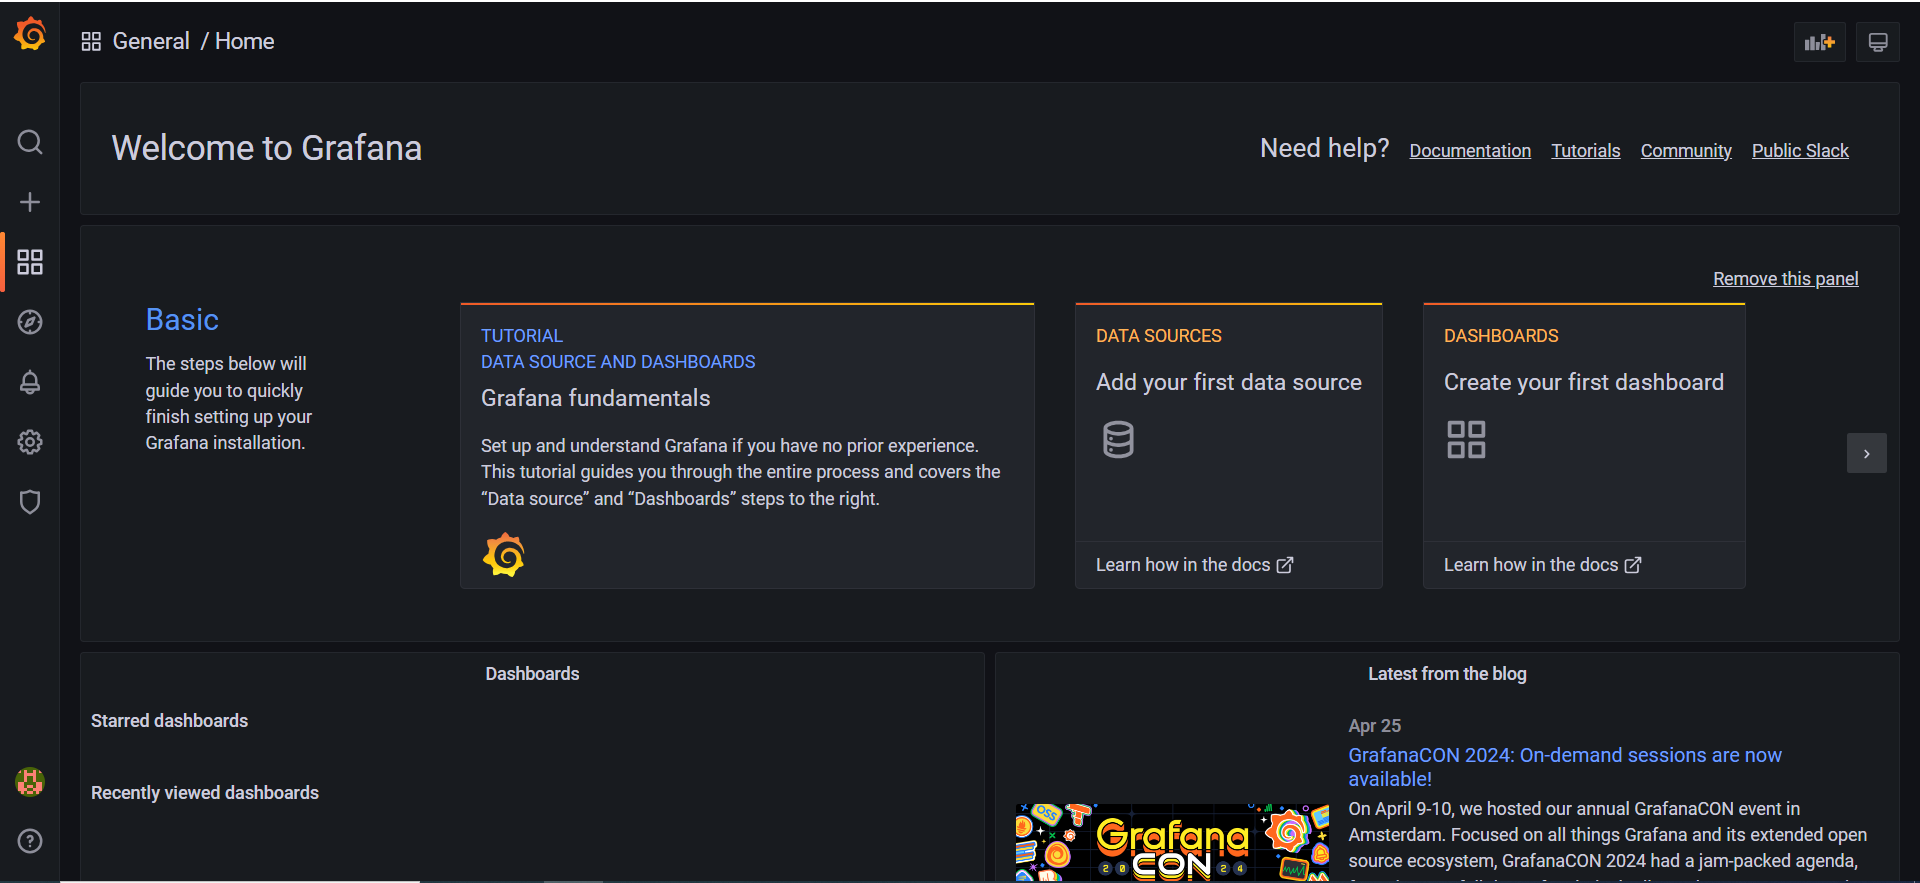 General / Home
Welcome to Grafana
Need help? Documentation Tutorials Community Public Slack
Remove this panel
Basic
The steps below will
guide you to quickly
finish setting up your
Grafana installation.
TUTORIAL
DATA SOURCE AND DASHBOARDS
Grafana fundamentals
Set up and understand Grafana if you have no prior experience.
This tutorial guides you through the entire process and covers the
“Data source” and “Dashboards” steps to the right.
DATA SOURCES
Add your first data source
Learn how in the docs
DASHBOARDS
Create your first dashboard
Learn how in the docs
Dashboards
Starred dashboards
Recently viewed dashboards
Latest from the blog
Apr 25
GrafanaCON 2024: On-demand sessions are now
available!
On April 9-10, we hosted our annual GrafanaCON event in
Amsterdam. Focused on all things Grafana and its extended open
source ecosystem, GrafanaCON 2024 had a jam-packed agenda,
OSS
Grafana
2024
CON